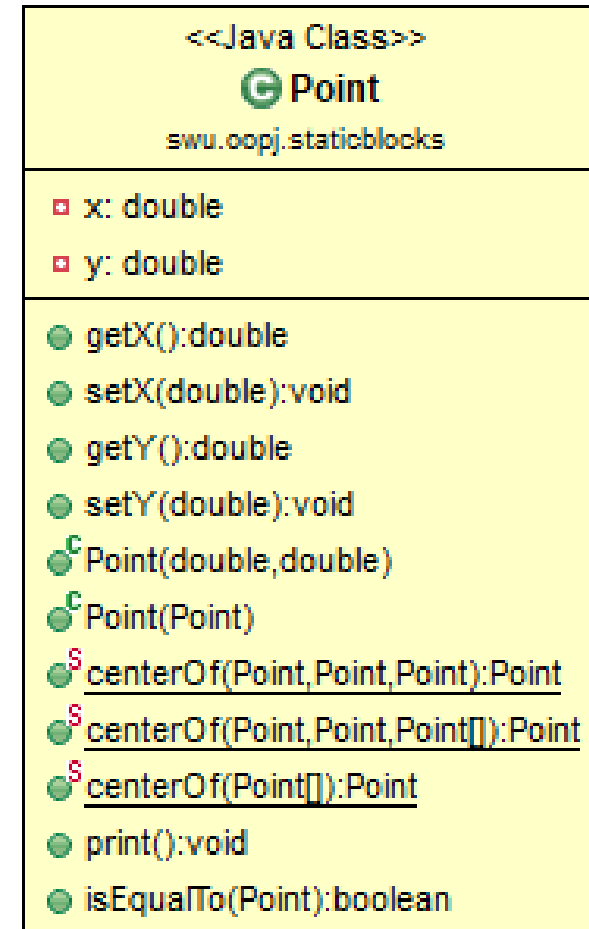 <<Java Class>>
C Point
swu.oopj.staticblocks
x: double
y: double
getX():double
setX(double):void
getY():double
setY(double):void
C Point(double,double)
C Point(Point)
S centerOf(Point,Point,Point):Point
S centerOf(Point,Point,Point[]):Point
S centerOf(Point[]):Point
print():void
isEqualTo(Point):boolean